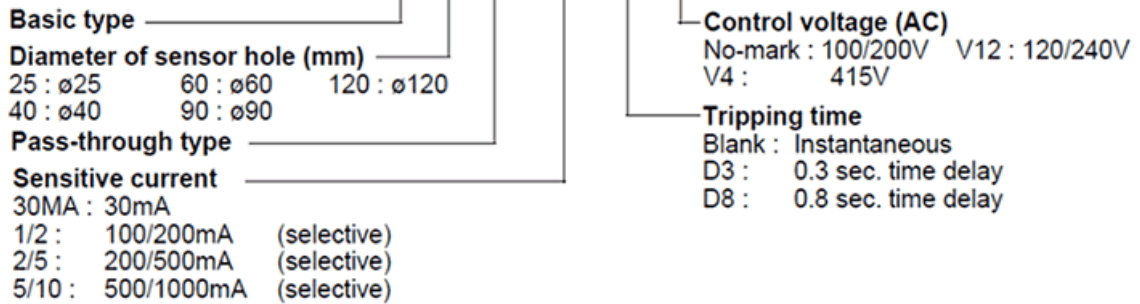 Basic type
Diameter of sensor hole (mm)
25 : ø25 60 : ø60 120 : ø120
40 : ø40 90 : ø90
Pass-through type
Sensitive current
30MA : 30mA
1/2 : 100/200mA (selective)
2/5 : 200/500mA (selective)
5/10 : 500/1000mA (selective)
Control voltage (AC)
No-mark : 100/200V V12 : 120/240V
V4 : 415V
Tripping time
Blank : Instantaneous
D3 : 0.3 sec. time delay
D8 : 0.8 sec. time delay